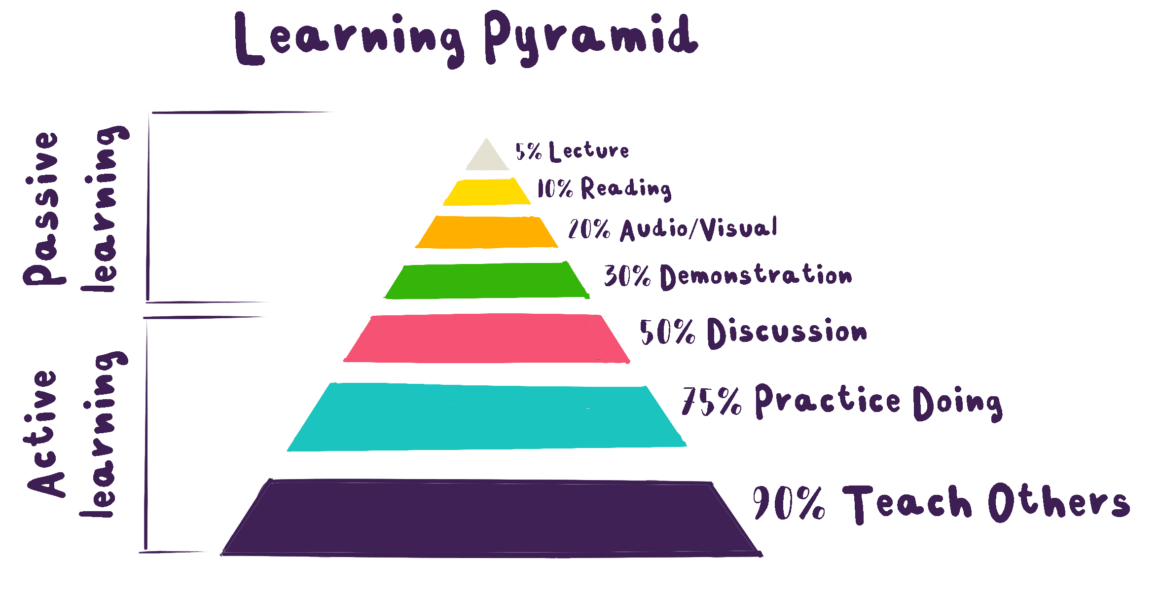 Learning Pyramid
Passive
learning
5% Lecture
10% Reading
20% Audio/Visual
30% Demonstration
Active
learning
50% Discussion
75% Practice Doing
90% Teach Others